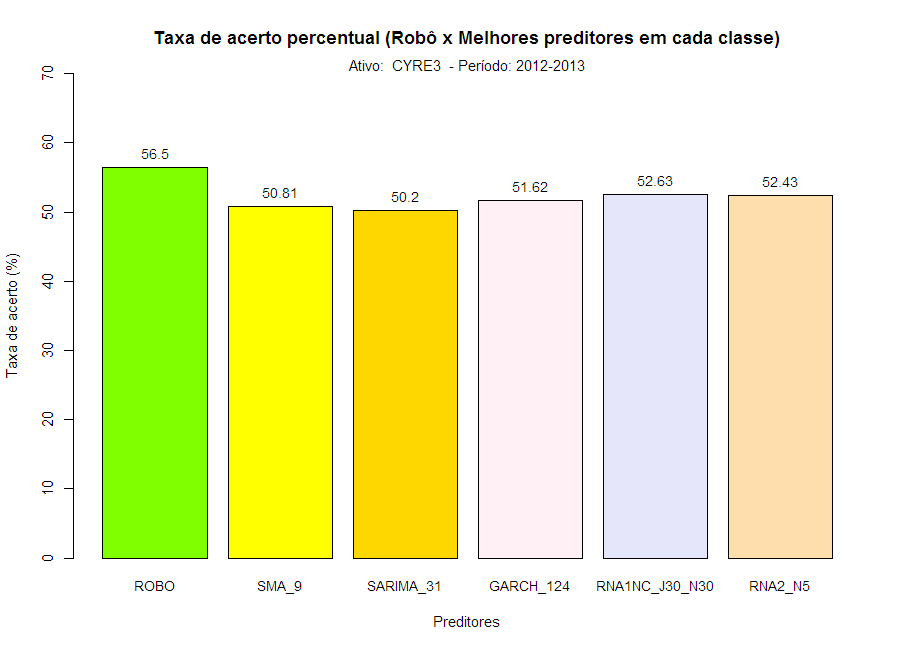 Taxa de acerto percentual (Robô x Melhores preditores em cada classe)
Ativo:  CYRE3  - Período: 2012-2013
Taxa de acerto (%)
70
60
50
40
30
20
10
0
56.5
50.81
50.2
51.62
52.63
52.43
ROBO
SMA_9
SARIMA_31
GARCH_124
RNA1NC_J30_N30
RNA2_N5
Preditores